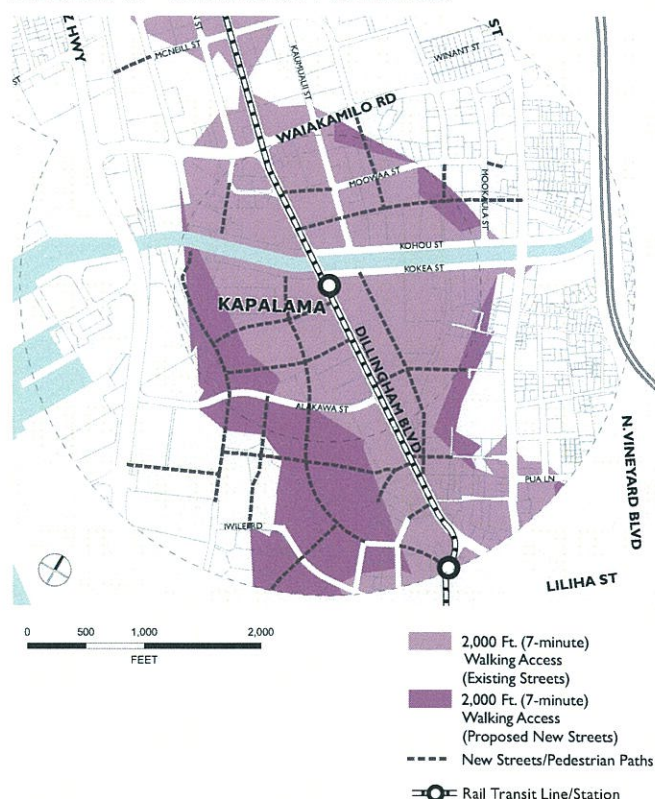 Z HWY
N ST
ST
MCNEILL ST
KAUMUALII ST
WINANT ST
ST
WAIAKAMILO RD
MOOWAA ST
MOOKAULA ST
KOHOU ST
KOKEA ST
KAPALAMA
DILLINGHAM BLVD
ALAKAWA ST
N.VINEYARD BLVD
PUA LN
IWILEI RD
LILIHA ST
0 500 1,000 2,000
FEET
2,000 Ft. (7-minute)
Walking Access
(Existing Streets)
2,000 Ft. (7-minute)
Walking Access
(Proposed New Streets)
New Streets/Pedestrian Paths
Rail Transit Line/Station